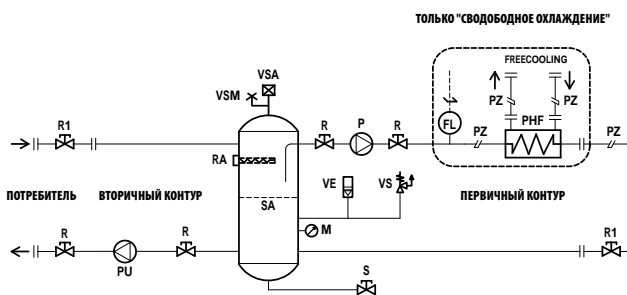 ТОЛЬКО "СВОДОБНОЕ ОХЛАЖДЕНИЕ"
FREECOOLING
VSA
VSM
PZ PZ
R1 R P R FL PZ PHF PZ
RA
ПОТРЕБИТЕЛЬ ВТОРИЧНЫЙ КОНТУР SA VE VS ПЕРВИЧНЫЙ КОНТУР
M
R R R1
PU
S